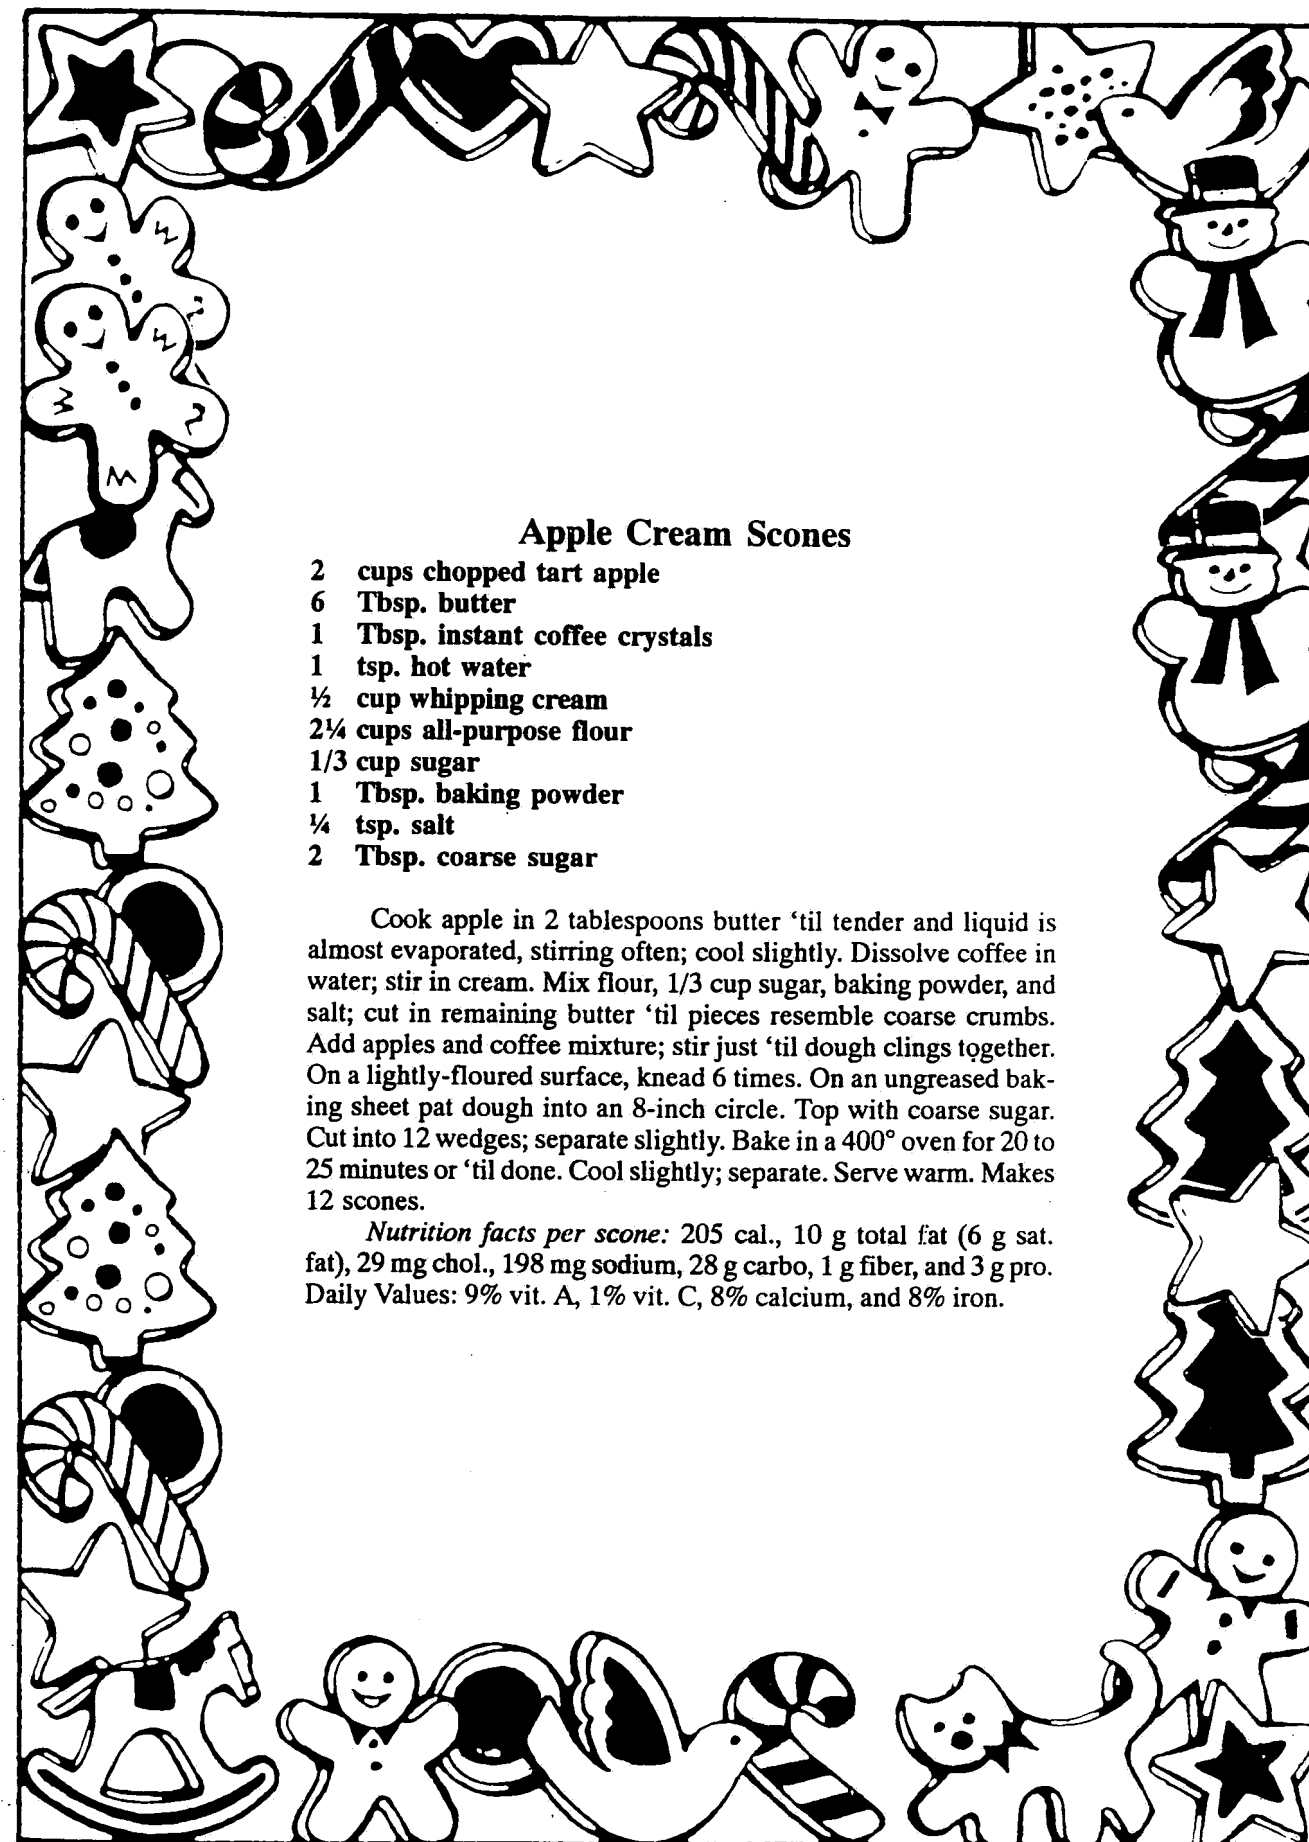 Apple Cream Scones
2 cups chopped tart apple
6 Tbsp. butter
1 Tbsp. instant coffee crystals
1 tsp. hot water
½ cup whipping cream
2¼ cups all-purpose flour
1/3 cup sugar
1 Tbsp. baking powder
¼ tsp. salt
2 Tbsp. coarse sugar
Cook apple in 2 tablespoons butter ‘til tender and liquid is
almost evaporated, stirring often; cool slightly. Dissolve coffee in
water; stir in cream. Mix flour, 1/3 cup sugar, baking powder, and
salt; cut in remaining butter ‘til pieces resemble coarse crumbs.
Add apples and coffee mixture; stir just ‘til dough clings together.
On a lightly-floured surface, knead 6 times. On an ungreased bak-
ing sheet pat dough into an 8-inch circle. Top with coarse sugar.
Cut into 12 wedges; separate slightly. Bake in a 400° oven for 20 to
25 minutes or ‘til done. Cool slightly; separate. Serve warm. Makes
12 scones.
Nutrition facts per scone: 205 cal., 10 g total fat (6 g sat.
fat), 29 mg chol., 198 mg sodium, 28 g carbo, 1 g fiber, and 3 g pro.
Daily Values: 9% vit. A, 1% vit. C, 8% calcium, and 8% iron.